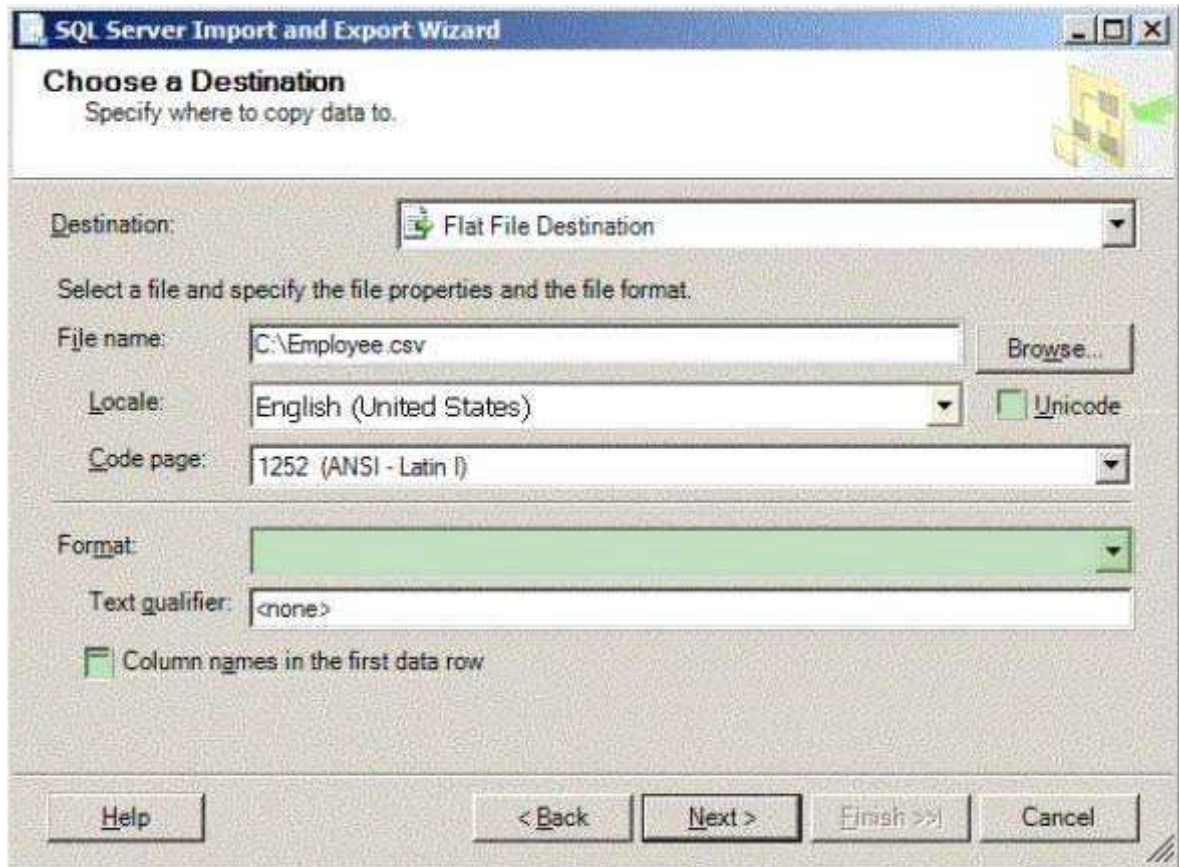 SQL Server Import and Export Wizard
Choose a Destination
Specify where to copy data to.
Destination: Flat File Destination
Select a file and specify the file properties and the file format.
File name: C:\Employee.csv Browse...
Locale: English (United States) Unicode
Code page: 1252 (ANSI - Latin I)
Format:
Text qualifier: <none>
Column names in the first data row
Help < Back Next > Finish >>| Cancel